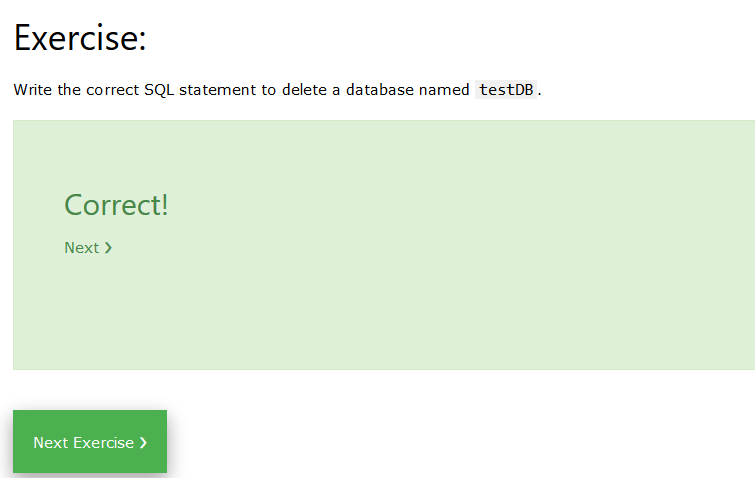 Exercise:
Write the correct SQL statement to delete a database named testDB.
Correct!
Next ❯
Next Exercise ❯